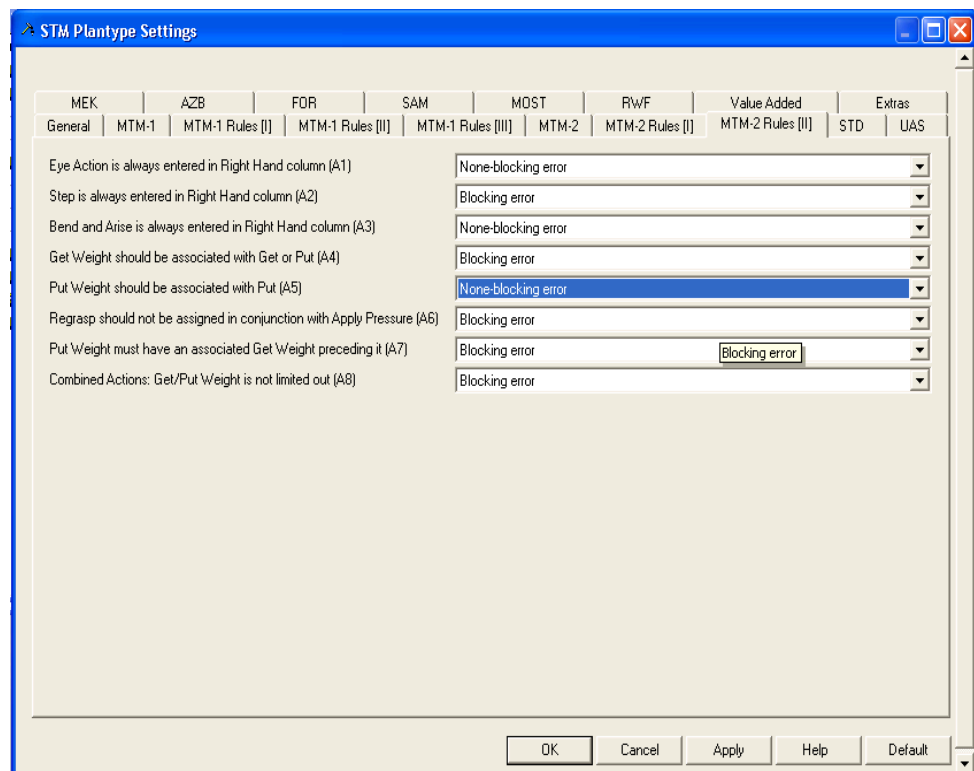 STM Plantype Settings
MEK AZB FOR SAM MOST RWF Value Added Extras
General MTM-1 MTM-1 Rules [I] MTM-1 Rules [II] MTM-1 Rules [III] MTM-2 MTM-2 Rules [I] MTM-2 Rules [II] STD UAS
Eye Action is always entered in Right Hand column (A1) None-blocking error
Step is always entered in Right Hand column (A2) Blocking error
Bend and Arise is always entered in Right Hand column (A3) None-blocking error
Get Weight should be associated with Get or Put (A4) Blocking error
Put Weight should be associated with Put (A5) None-blocking error
Regrasp should not be assigned in conjunction with Apply Pressure (A6) Blocking error
Put Weight must have an associated Get Weight preceding it (A7) Blocking error Blocking error
Combined Actions: Get/Put Weight is not limited out (A8) Blocking error
OK Cancel Apply Help Default